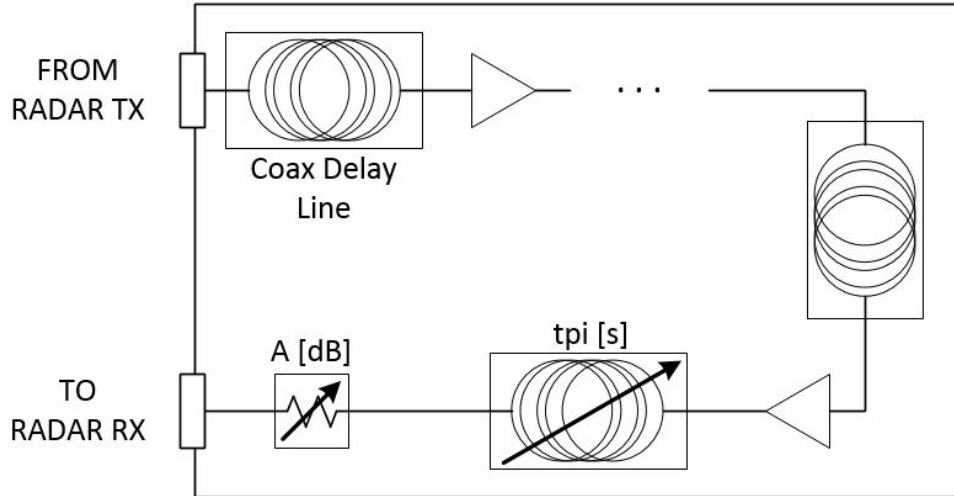 FROM
RADAR TX
Coax Delay
Line
. . .
tpi [s]
A [dB]
TO
RADAR RX